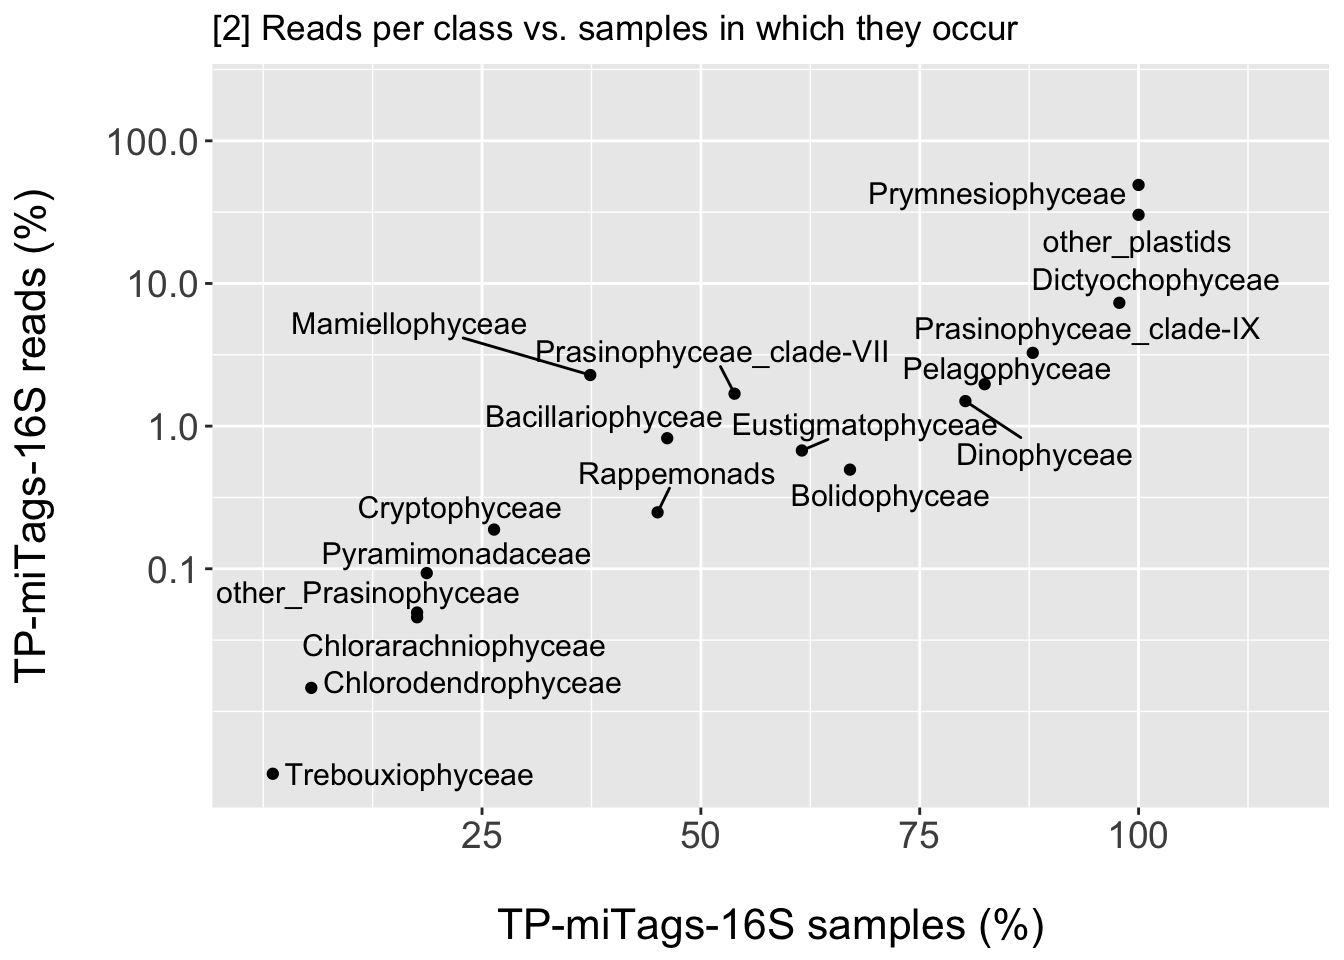 [2] Reads per class vs. samples in which they occur
TP-miTags-16S reads (%)
100.0
10.0
1.0
0.1
Prymnesiophyceae
other_plastids
Dictyochophyceae
Mamiellophyceae
Prasinophyceae_clade-IX
Prasinophyceae_clade-VII
Pelagophyceae
Bacillariophyceae
Eustigmatophyceae
Dinophyceae
Rappemonads
Bolidophyceae
Cryptophyceae
Pyramimonadaceae
other_Prasinophyceae
Chlorarachniophyceae
Chlorodendrophyceae
Trebouxiophyceae
25 50 75 100
TP-miTags-16S samples (%)